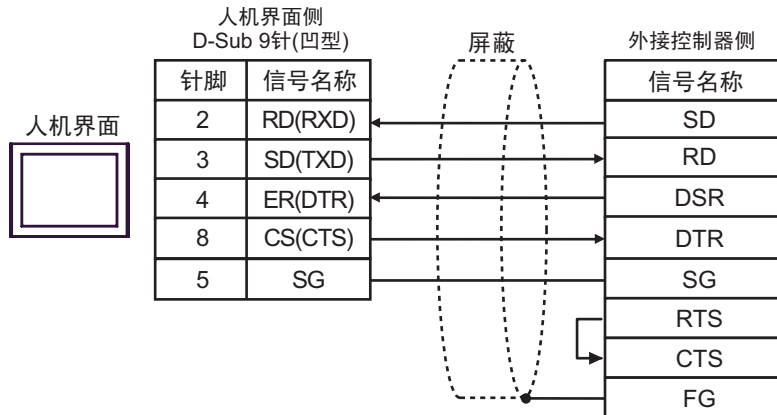 人机界面侧
D-Sub 9针(凹型)
屏蔽
外接控制器侧
人机界面
针脚 信号名称
信号名称
2 RD(RXD)
SD
3 SD(TXD)
RD
4 ER(DTR)
DSR
8 CS(CTS)
DTR
5 SG
SG
RTS
CTS
FG